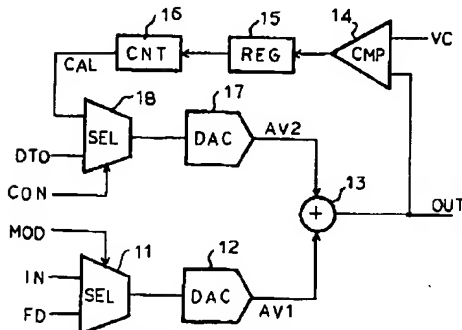 16
15
14
CNT
REG
CMP
VC
CAL
18
17
SEL
DAC
AV2
DTO
13
CON
+
OUT
MOD
11
12
IN
SEL
DAC
FD
AV1